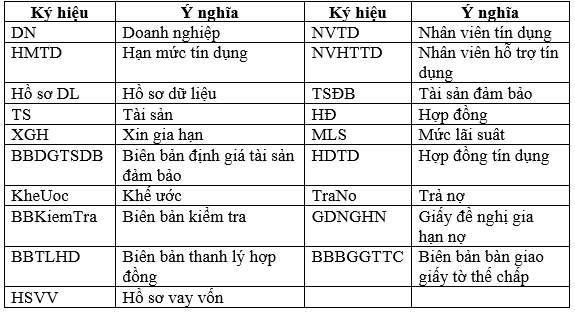 Ký hiệu Ý nghĩa Ký hiệu Ý nghĩa
DN Doanh nghiệp NVTD Nhân viên tín dụng
HMTD Hạn mức tín dụng NVHTTD Nhân viên hỗ trợ tín
dụng
Hồ sơ DL Hồ sơ dữ liệu TSĐB Tài sản đảm bảo
TS Tài sản HĐ Hợp đồng
XGH Xin gia hạn MLS Mức lãi suât
BBDGTSDB Biên bản định giá tài sản HDTD Hợp đồng tín dụng
đảm bảo
KheUoc Khế ước TraNo Trả nợ
BBKiemTra Biên bản kiểm tra GDNGHN Giấy đề nghị gia
hạn nợ
BBTLHD Biên bản thanh lý hợp BBBGGTTC Biên bản bàn giao
đồng giấy tờ thế chấp
HSVV Hồ sơ vay vốn